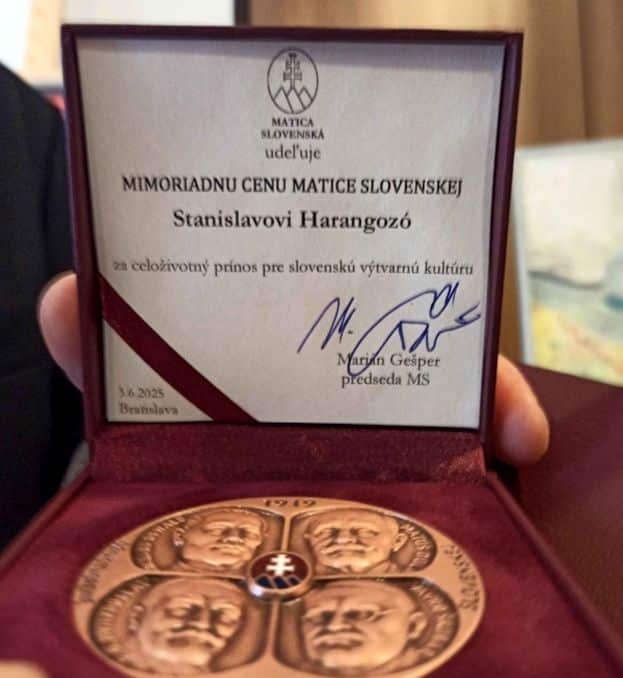 MATICA
SLOVENSKÁ
udeľuje
MIMORIADNU CENU MATICE SLOVENSKEJ
Stanislavovi Harangozó
za celoživotný prínos pre slovenskú výtvarnú kultúru
Marián Gešper
predseda MS
3.6.2025
Bratislava
1919